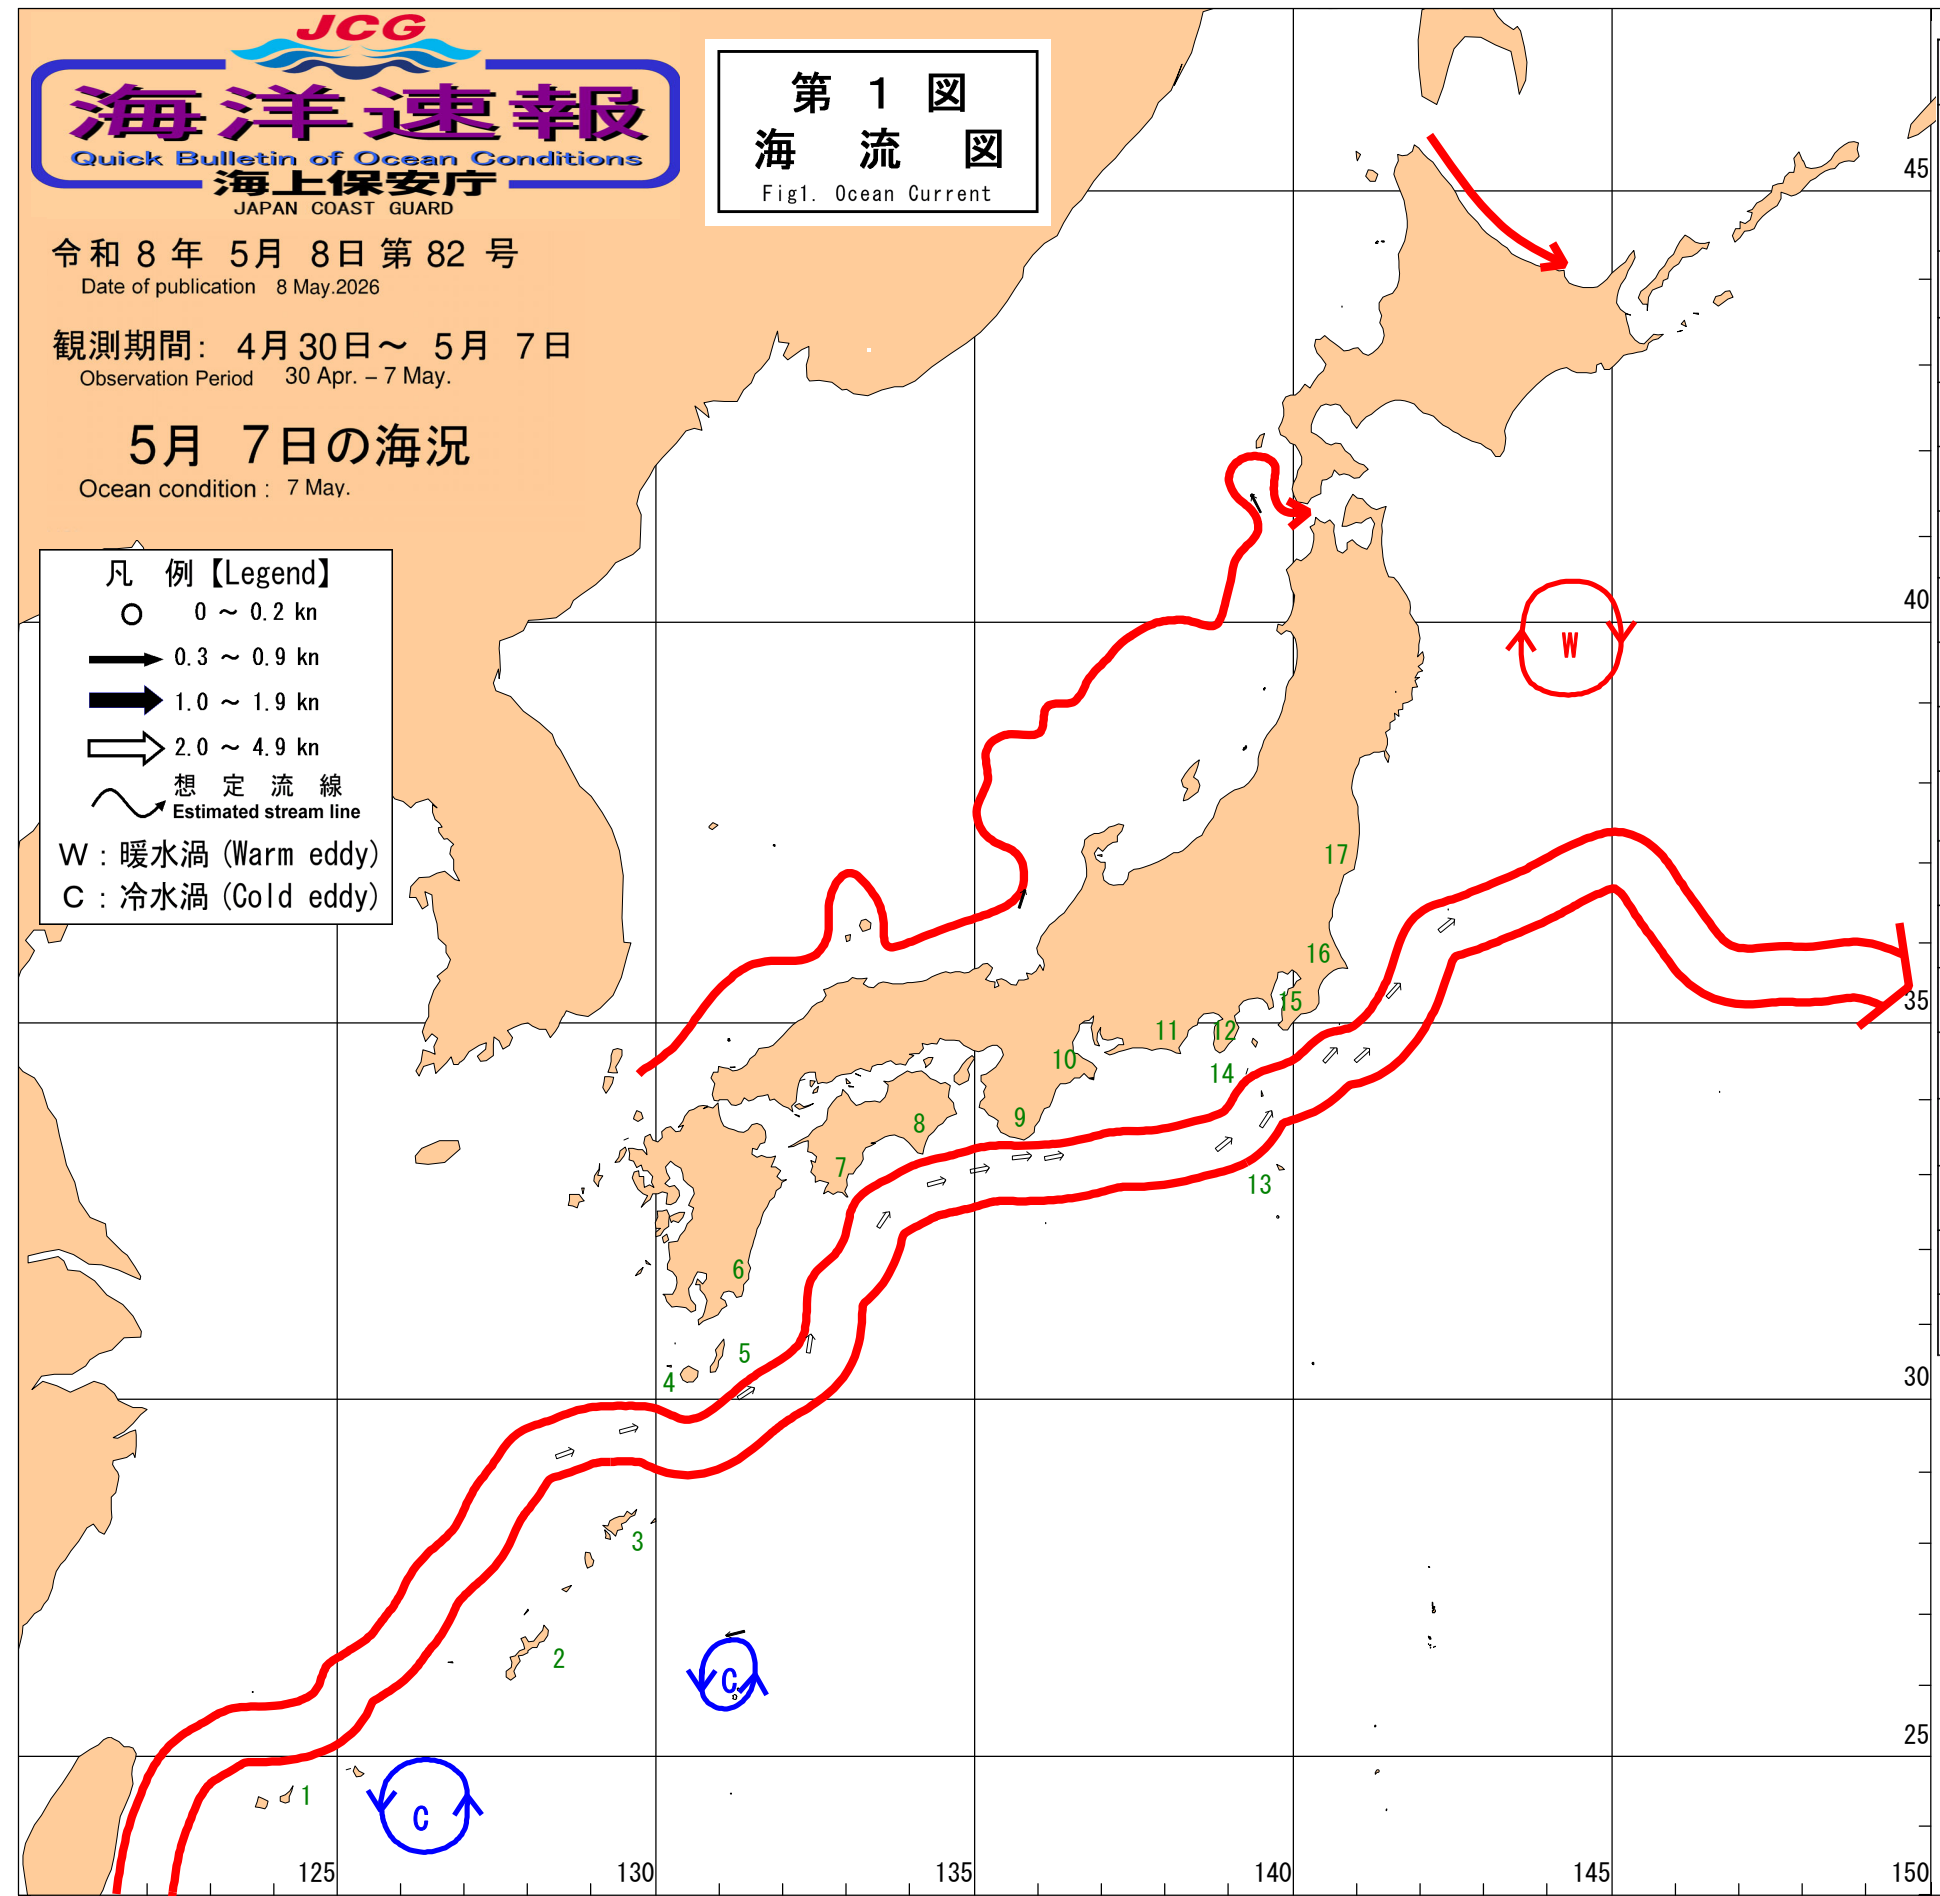 JCG
海洋速報
Quick Bulletin of Ocean Conditions
海上保安庁
JAPAN COAST GUARD
第 1 図
海 流 図
Fig1. Ocean Current
令和 8 年 5月 8日 第 82 号
Date of publication 8 May.2026
観測期間: 4月30日～ 5月 7日
Observation Period 30 Apr. – 7 May.
5月 7日の海況
Ocean condition : 7 May.
凡 例【Legend】
0 ～ 0.2 kn
0.3 ～ 0.9 kn
1.0 ～ 1.9 kn
2.0 ～ 4.9 kn
想 定 流 線
Estimated stream line
W : 暖水渦 (Warm eddy)
C : 冷水渦 (Cold eddy)
45
40
W
17
16
35
15
12
11
10
14
9
8
7
13
6
5
4
30
3
2
C
25
1
C
125
130
135
140
145
150